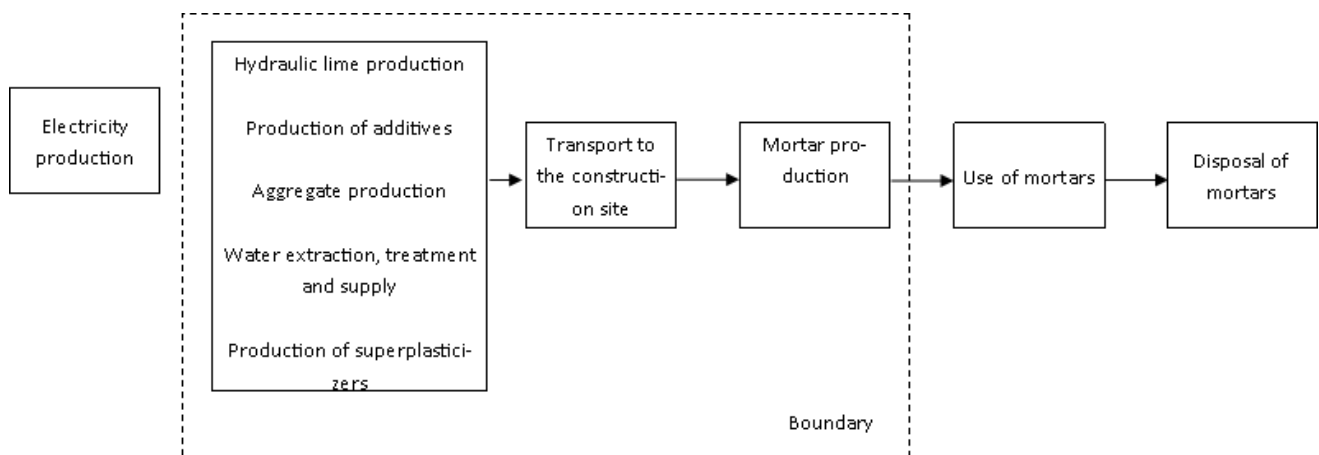 Electricity
production
Hydraulic lime production
Production of additives
Aggregate production
Water extraction, treatment
and supply
Production of superplastici-
zers
Transport to
the constructi-
on site
Mortar pro-
duction
Use of mortars
Disposal of
mortars
Boundary